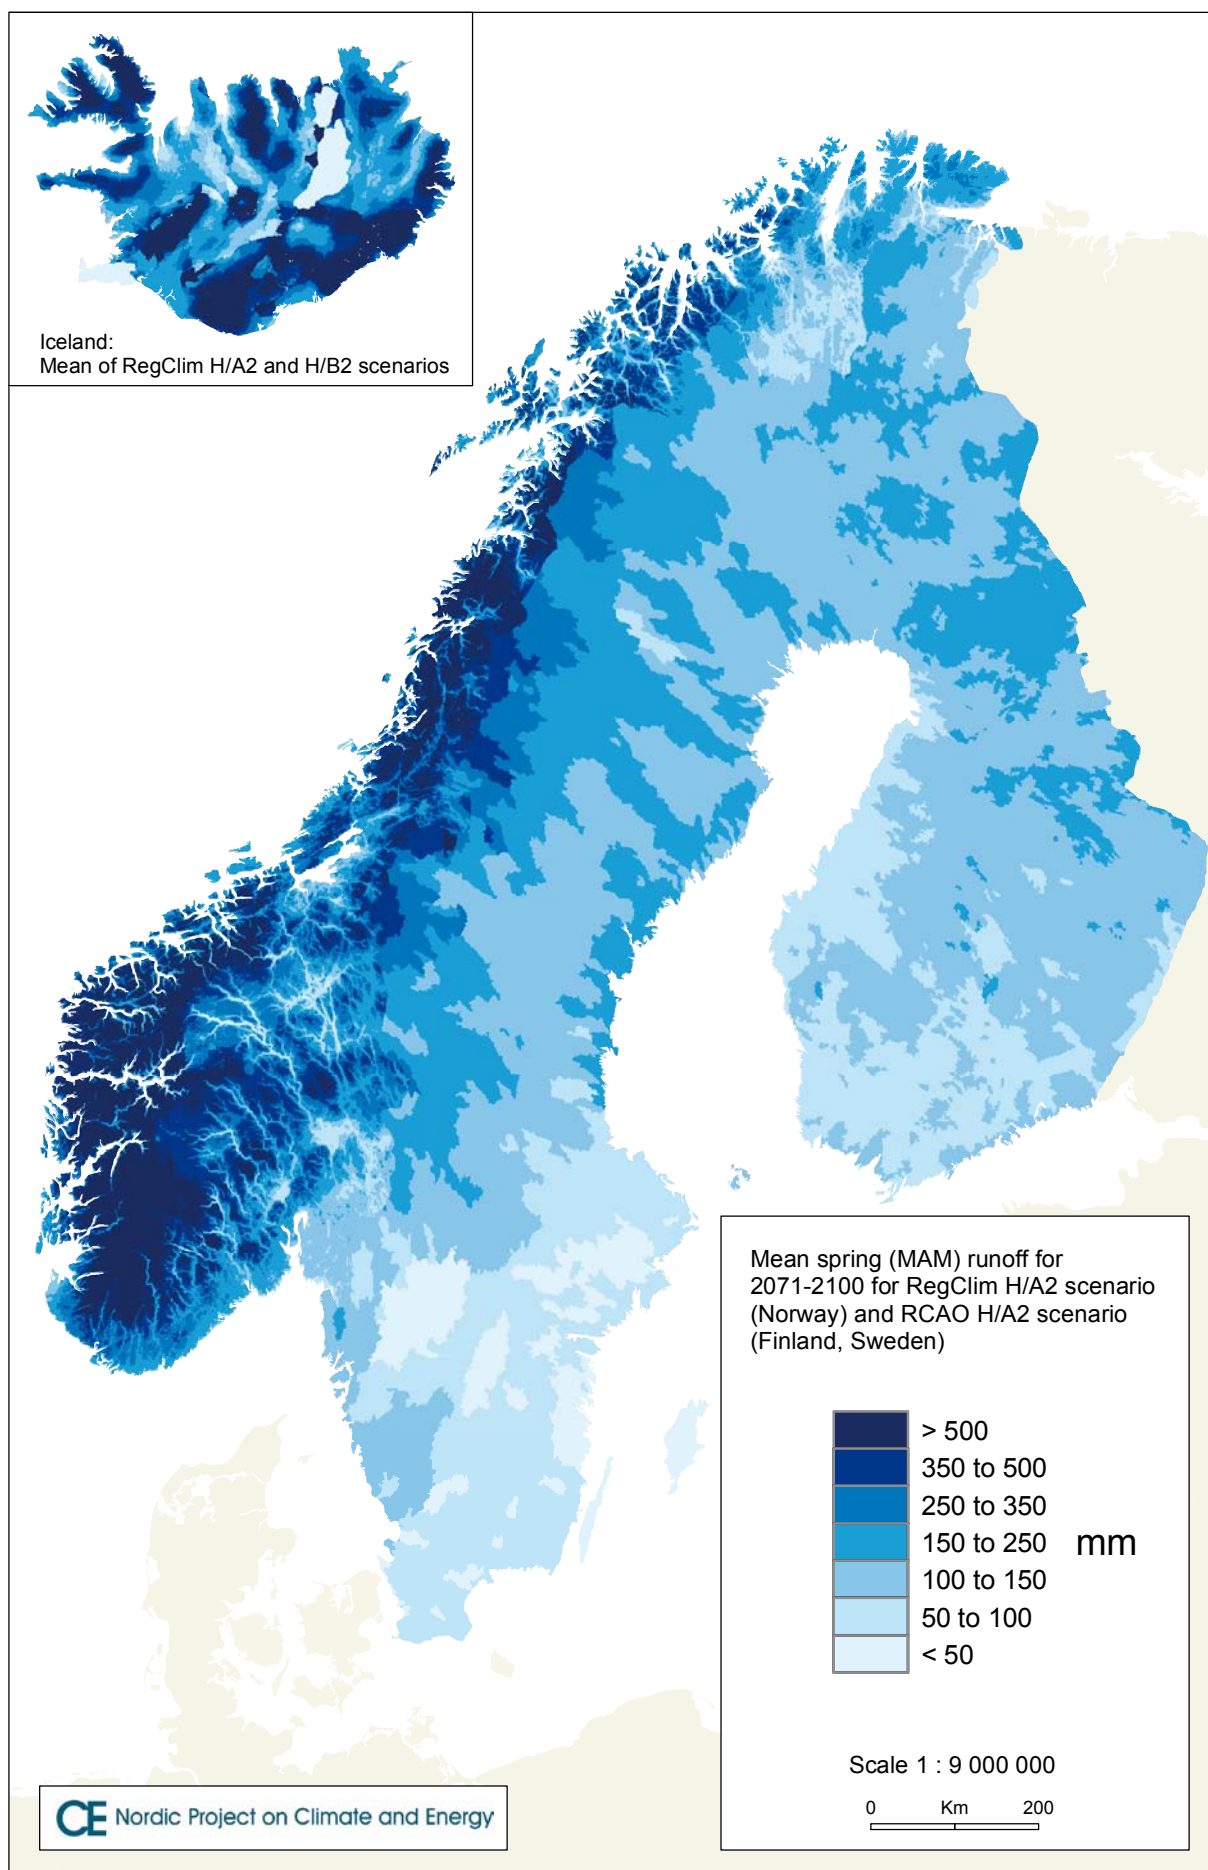 Iceland:
Mean of RegClim H/A2 and H/B2 scenarios
Mean spring (MAM) runoff for
2071-2100 for RegClim H/A2 scenario
(Norway) and RCAO H/A2 scenario
(Finland, Sweden)
> 500
350 to 500
250 to 350
150 to 250 mm
100 to 150
50 to 100
< 50
Scale 1 : 9 000 000
0 Km 200
CE Nordic Project on Climate and Energy